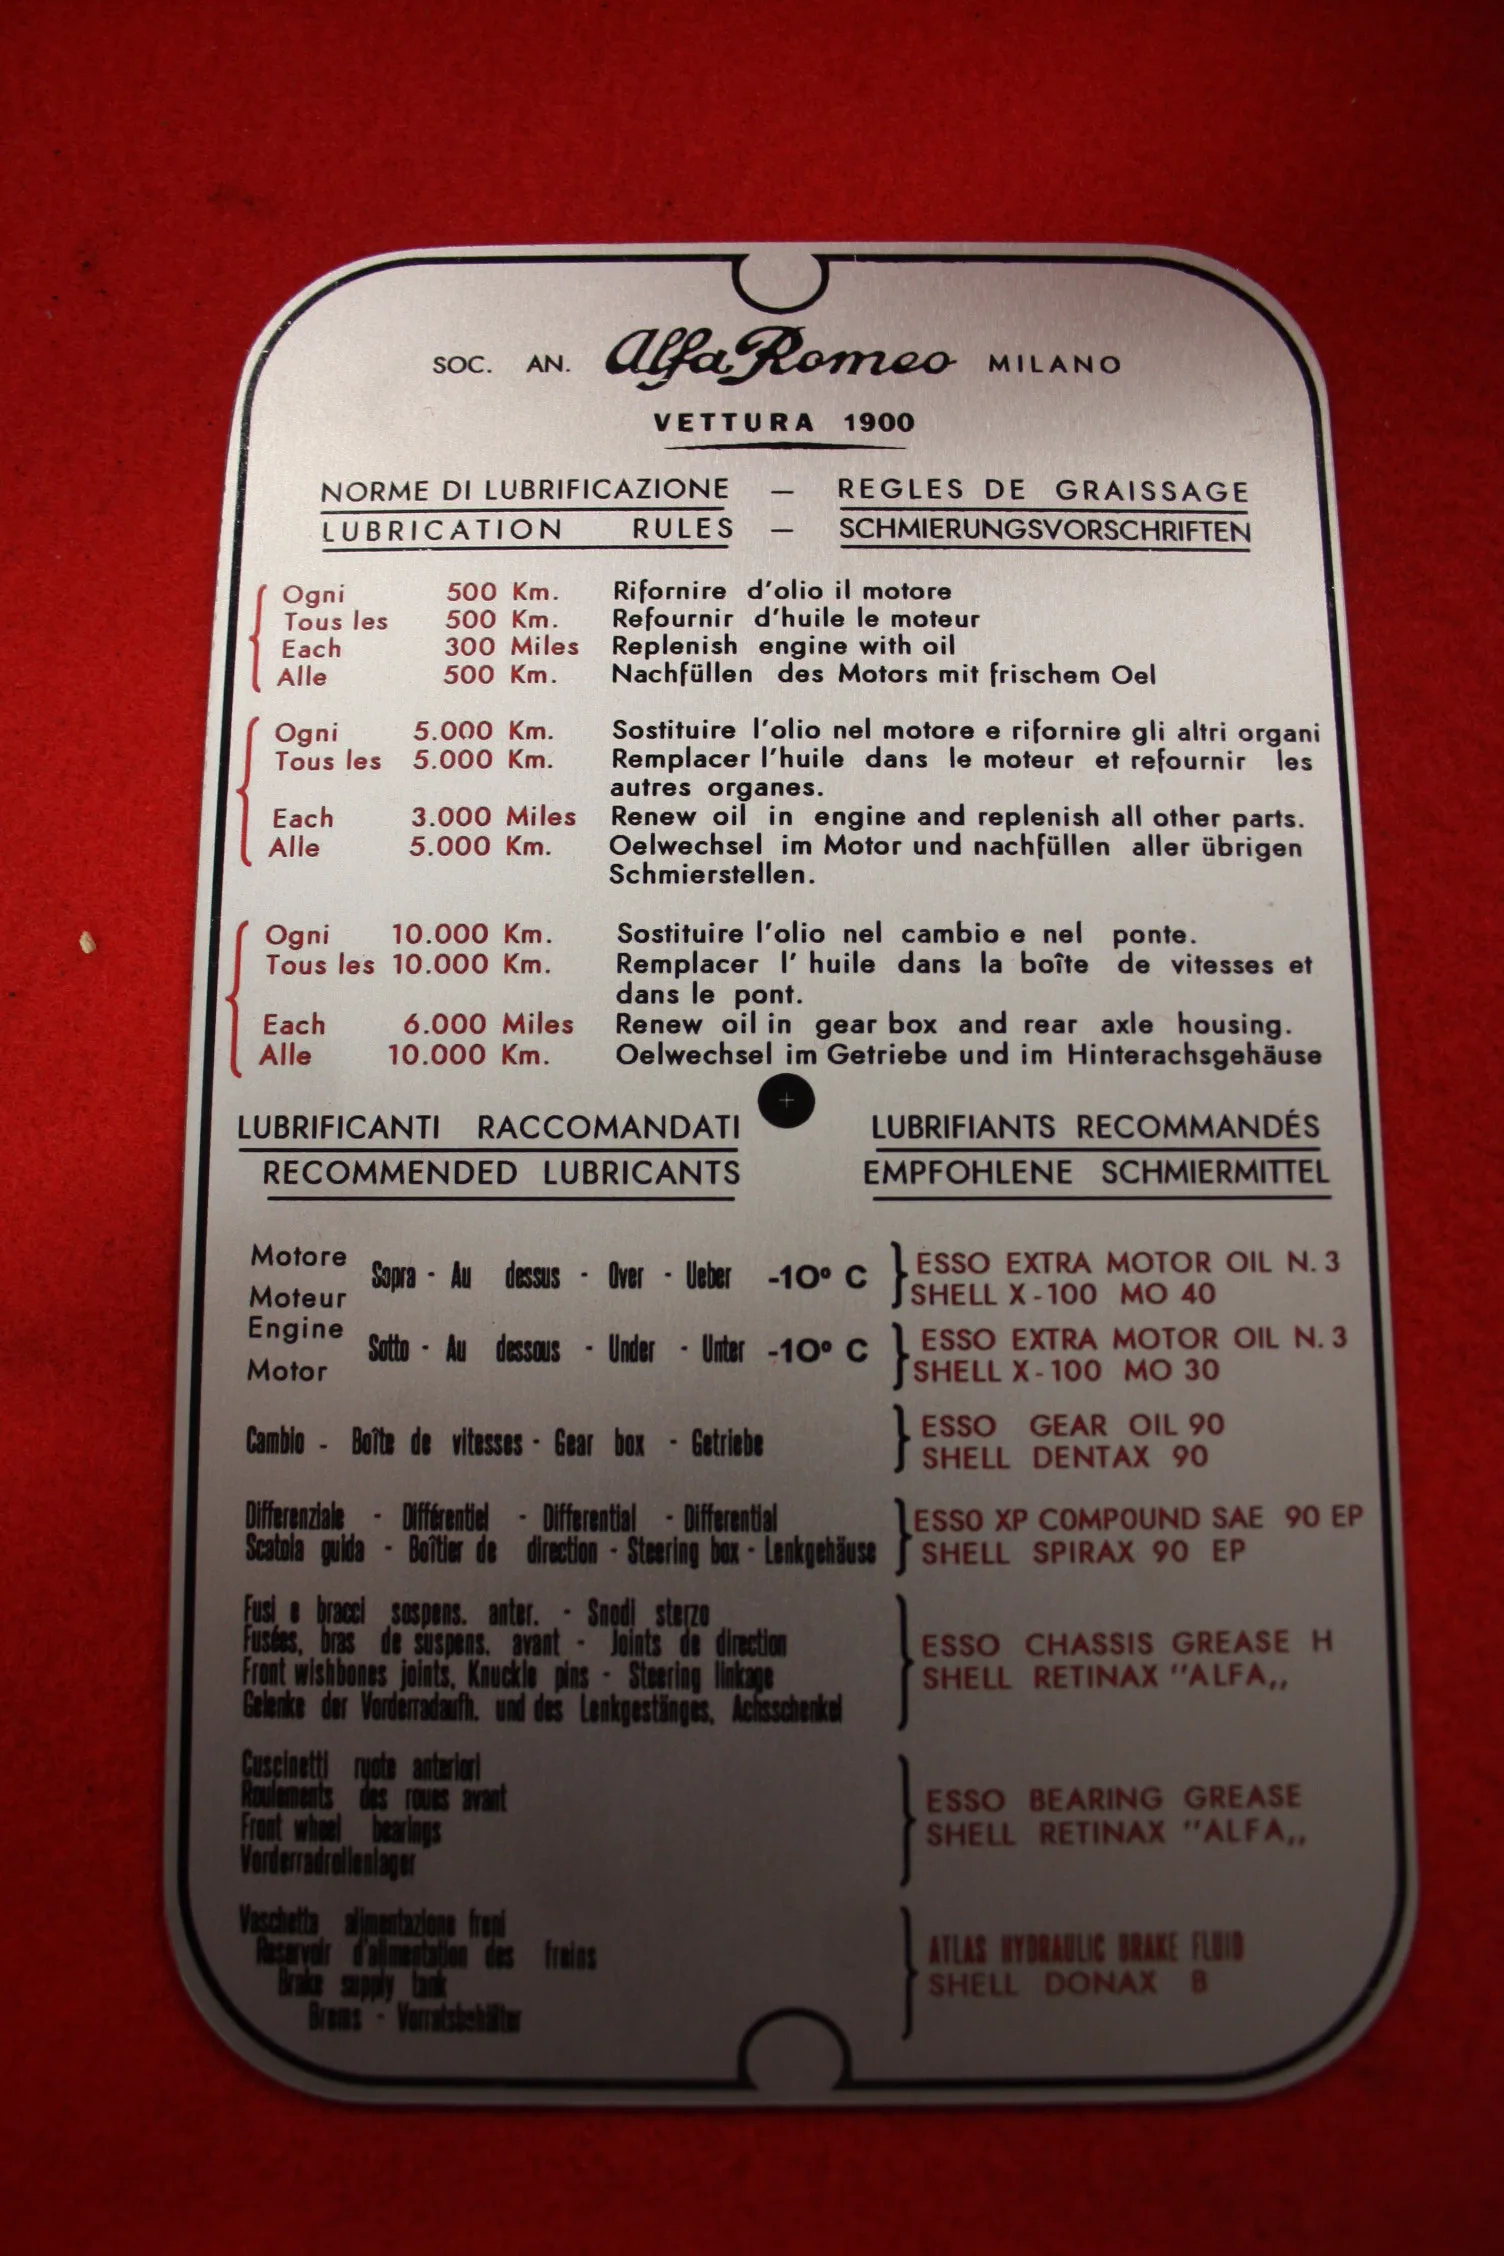 SOC. AN. Alfa Romeo MILANO
VETTURA 1900
NORME DI LUBRIFICAZIONE — REGLES DE GRAISSAGE
LUBRICATION RULES — SCHMIERUNGSVORSCHRIFTEN
Ogni 500 Km. Rifornire d'olio il motore
Tous les 500 Km. Refournir d'huile le moteur
Each 300 Miles Replenish engine with oil
Alle 500 Km. Nachfüllen des Motors mit frischem Oel
Ogni 5.000 Km. Sostituire l'olio nel motore e rifornire gli altri organi
Tous les 5.000 Km. Remplacer l'huile dans le moteur et refournir les
autres organes.
Each 3.000 Miles Renew oil in engine and replenish all other parts.
Alle 5.000 Km. Oelwechsel im Motor und nachfüllen aller übrigen
Schmierstellen.
Ogni 10.000 Km. Sostituire l'olio nel cambio e nel ponte.
Tous les 10.000 Km. Remplacer l' huile dans la boîte de vitesses et
dans le pont.
Each 6.000 Miles Renew oil in gear box and rear axle housing.
Alle 10.000 Km. Oelwechsel im Getriebe und im Hinterachsgehäuse
LUBRIFICANTI RACCOMANDATI LUBRIFIANTS RECOMMANDÉS
RECOMMENDED LUBRICANTS EMPFOHLENE SCHMIERMITTEL
Motore
Moteur
Engine
Motor
Sopra - Au dessus - Over - Ueber -10° C
ESSO EXTRA MOTOR OIL N. 3
SHELL X-100 MO 40
Sotto - Au dessous - Under - Unter -10° C
ESSO EXTRA MOTOR OIL N. 3
SHELL X-100 MO 30
Cambio - Boîte de vitesses - Gear box - Getriebe
ESSO GEAR OIL 90
SHELL DENTAX 90
Differenziale - Différentiel - Differential - Differential
Scatola guida - Boîtier de direction - Steering box - Lenkgehäuse
ESSO XP COMPOUND SAE 90 EP
SHELL SPIRAX 90 EP
Fusi e bracci sospens. anter. - Snodi sterzo
Fusées, bras de suspens. avant - Joints de direction
Front wishbones joints, Knuckle pins - Steering linkage
Gelenke der Vorderradaufh. und des Lenkgestänges, Achsschenkel
ESSO CHASSIS GREASE H
SHELL RETINAX "ALFA„
Cuscinetti ruote anteriori
Roulements des roues avant
Front wheel bearings
Vorderradrollenlager
ESSO BEARING GREASE
SHELL RETINAX "ALFA„
Vaschetta alimentazione freni
Reservoir d'alimentation des freins
Brake supply tank
Brems - Vorratsbehälter
ATLAS HYDRAULIC BRAKE FLUID
SHELL DONAX B